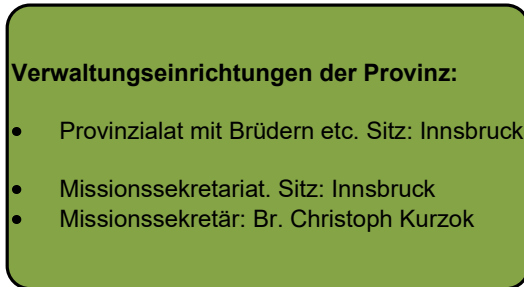 Verwaltungseinrichtungen der Provinz:
• Provinzialat mit Brüdern etc. Sitz: Innsbruck
• Missionssekretariat. Sitz: Innsbruck
• Missionssekretär: Br. Christoph Kurzok